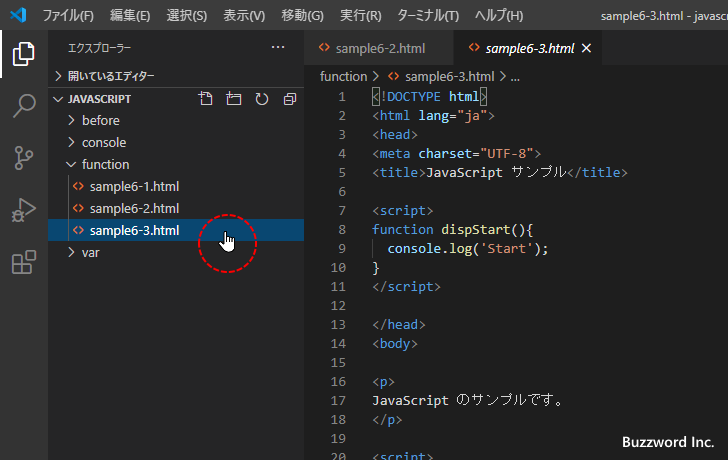 ファイル(F) 編集(E) 選択(S) 表示(V) 移動(G) 実行(R) ターミナル(T) ヘルプ(H) sample6-3.html - javasc
エクスプローラー ...
開いているエディター
JAVASCRIPT
before
console
function
sample6-1.html
sample6-2.html
sample6-3.html
var
sample6-2.html sample6-3.html
function > sample6-3.html > ...
1 <!DOCTYPE html>
2 <html lang="ja">
3 <head>
4 <meta charset="UTF-8">
5 <title>JavaScript サンプル</title>
6
7 <script>
8 function dispStart(){
9 console.log('Start');
10 }
11 </script>
12
13 </head>
14 <body>
15
16 <p>
17 JavaScript のサンプルです。
18 </p>
19
20 <script>
Buzzword Inc.